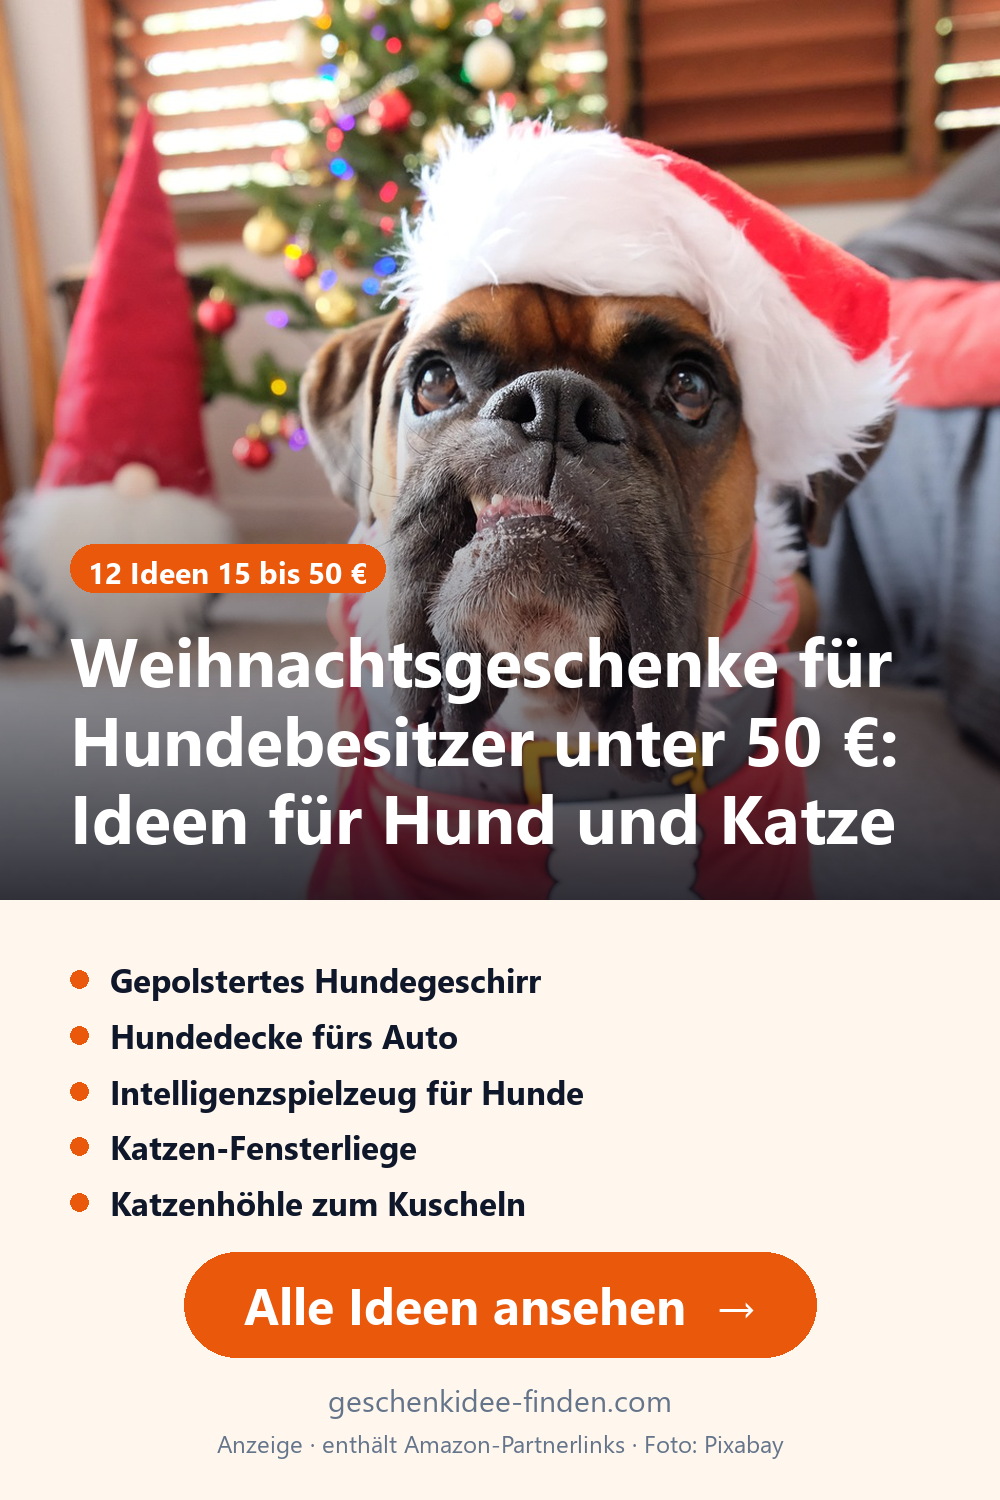 12 Ideen 15 bis 50 €
Weihnachtsgeschenke für
Hundebesitzer unter 50 €:
Ideen für Hund und Katze
Gepolstertes Hundegeschirr
Hundedecke fürs Auto
Intelligenzspielzeug für Hunde
Katzen-Fensterliege
Katzenhöhle zum Kuscheln
Alle Ideen ansehen →
geschenkidee-finden.com
Anzeige · enthält Amazon-Partnerlinks · Foto: Pixabay